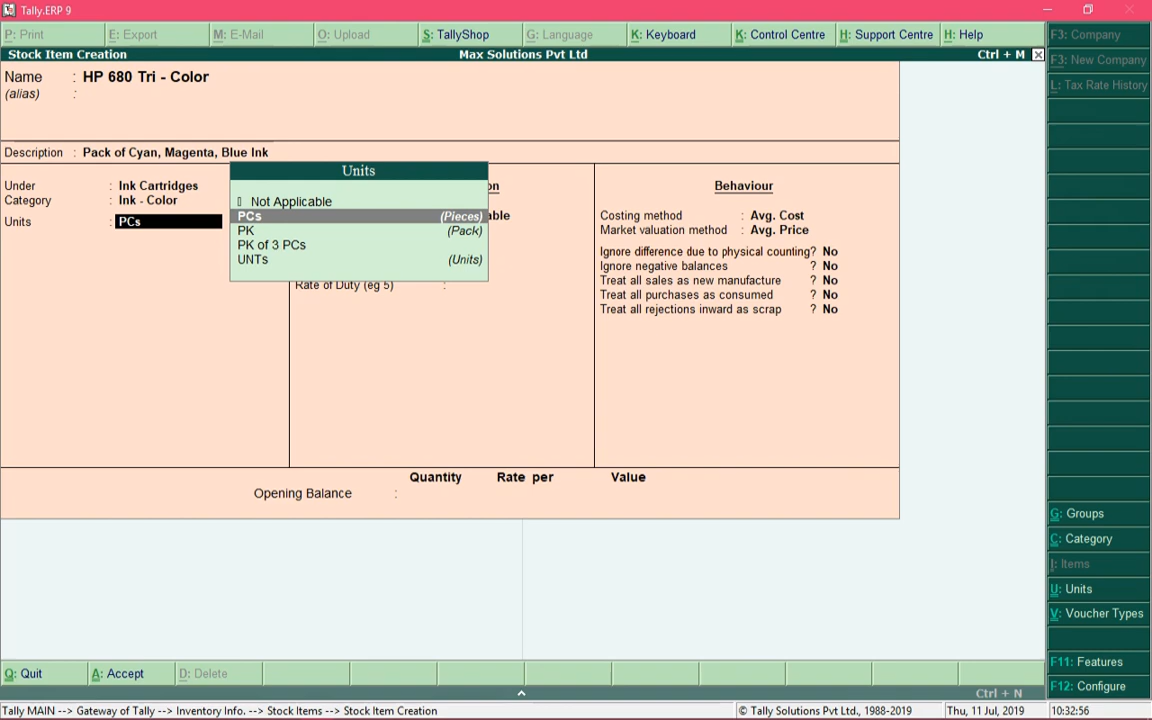 Tally.ERP 9
P: Print E: Export M: E-Mail O: Upload S: TallyShop G: Language K: Keyboard K: Control Centre H: Support Centre H: Help
F3: Company
Stock Item Creation Max Solutions Pvt Ltd Ctrl + M
F3: New Company
L: Tax Rate History
Name : HP 680 Tri - Color
(alias) :
Description : Pack of Cyan, Magenta, Blue Ink
Units
Under : Ink Cartridges
Category : Ink - Color
Units : PCs
Not Applicable
PCs (Pieces)
PK (Pack)
PK of 3 PCs
UNTs (Units)
Rate of Duty (eg 5) :
Behaviour
Costing method : Avg. Cost
Market valuation method : Avg. Price
Ignore difference due to physical counting? No
Ignore negative balances ? No
Treat all sales as new manufacture ? No
Treat all purchases as consumed ? No
Treat all rejections inward as scrap ? No
Quantity Rate per Value
Opening Balance :
G: Groups
C: Category
I: Items
U: Units
V: Voucher Types
F11: Features
F12: Configure
Q: Quit A: Accept D: Delete
Ctrl + N
Tally MAIN --> Gateway of Tally --> Inventory Info. --> Stock Items --> Stock Item Creation © Tally Solutions Pvt Ltd., 1988-2019 Thu, 11 Jul, 2019 10:32:56